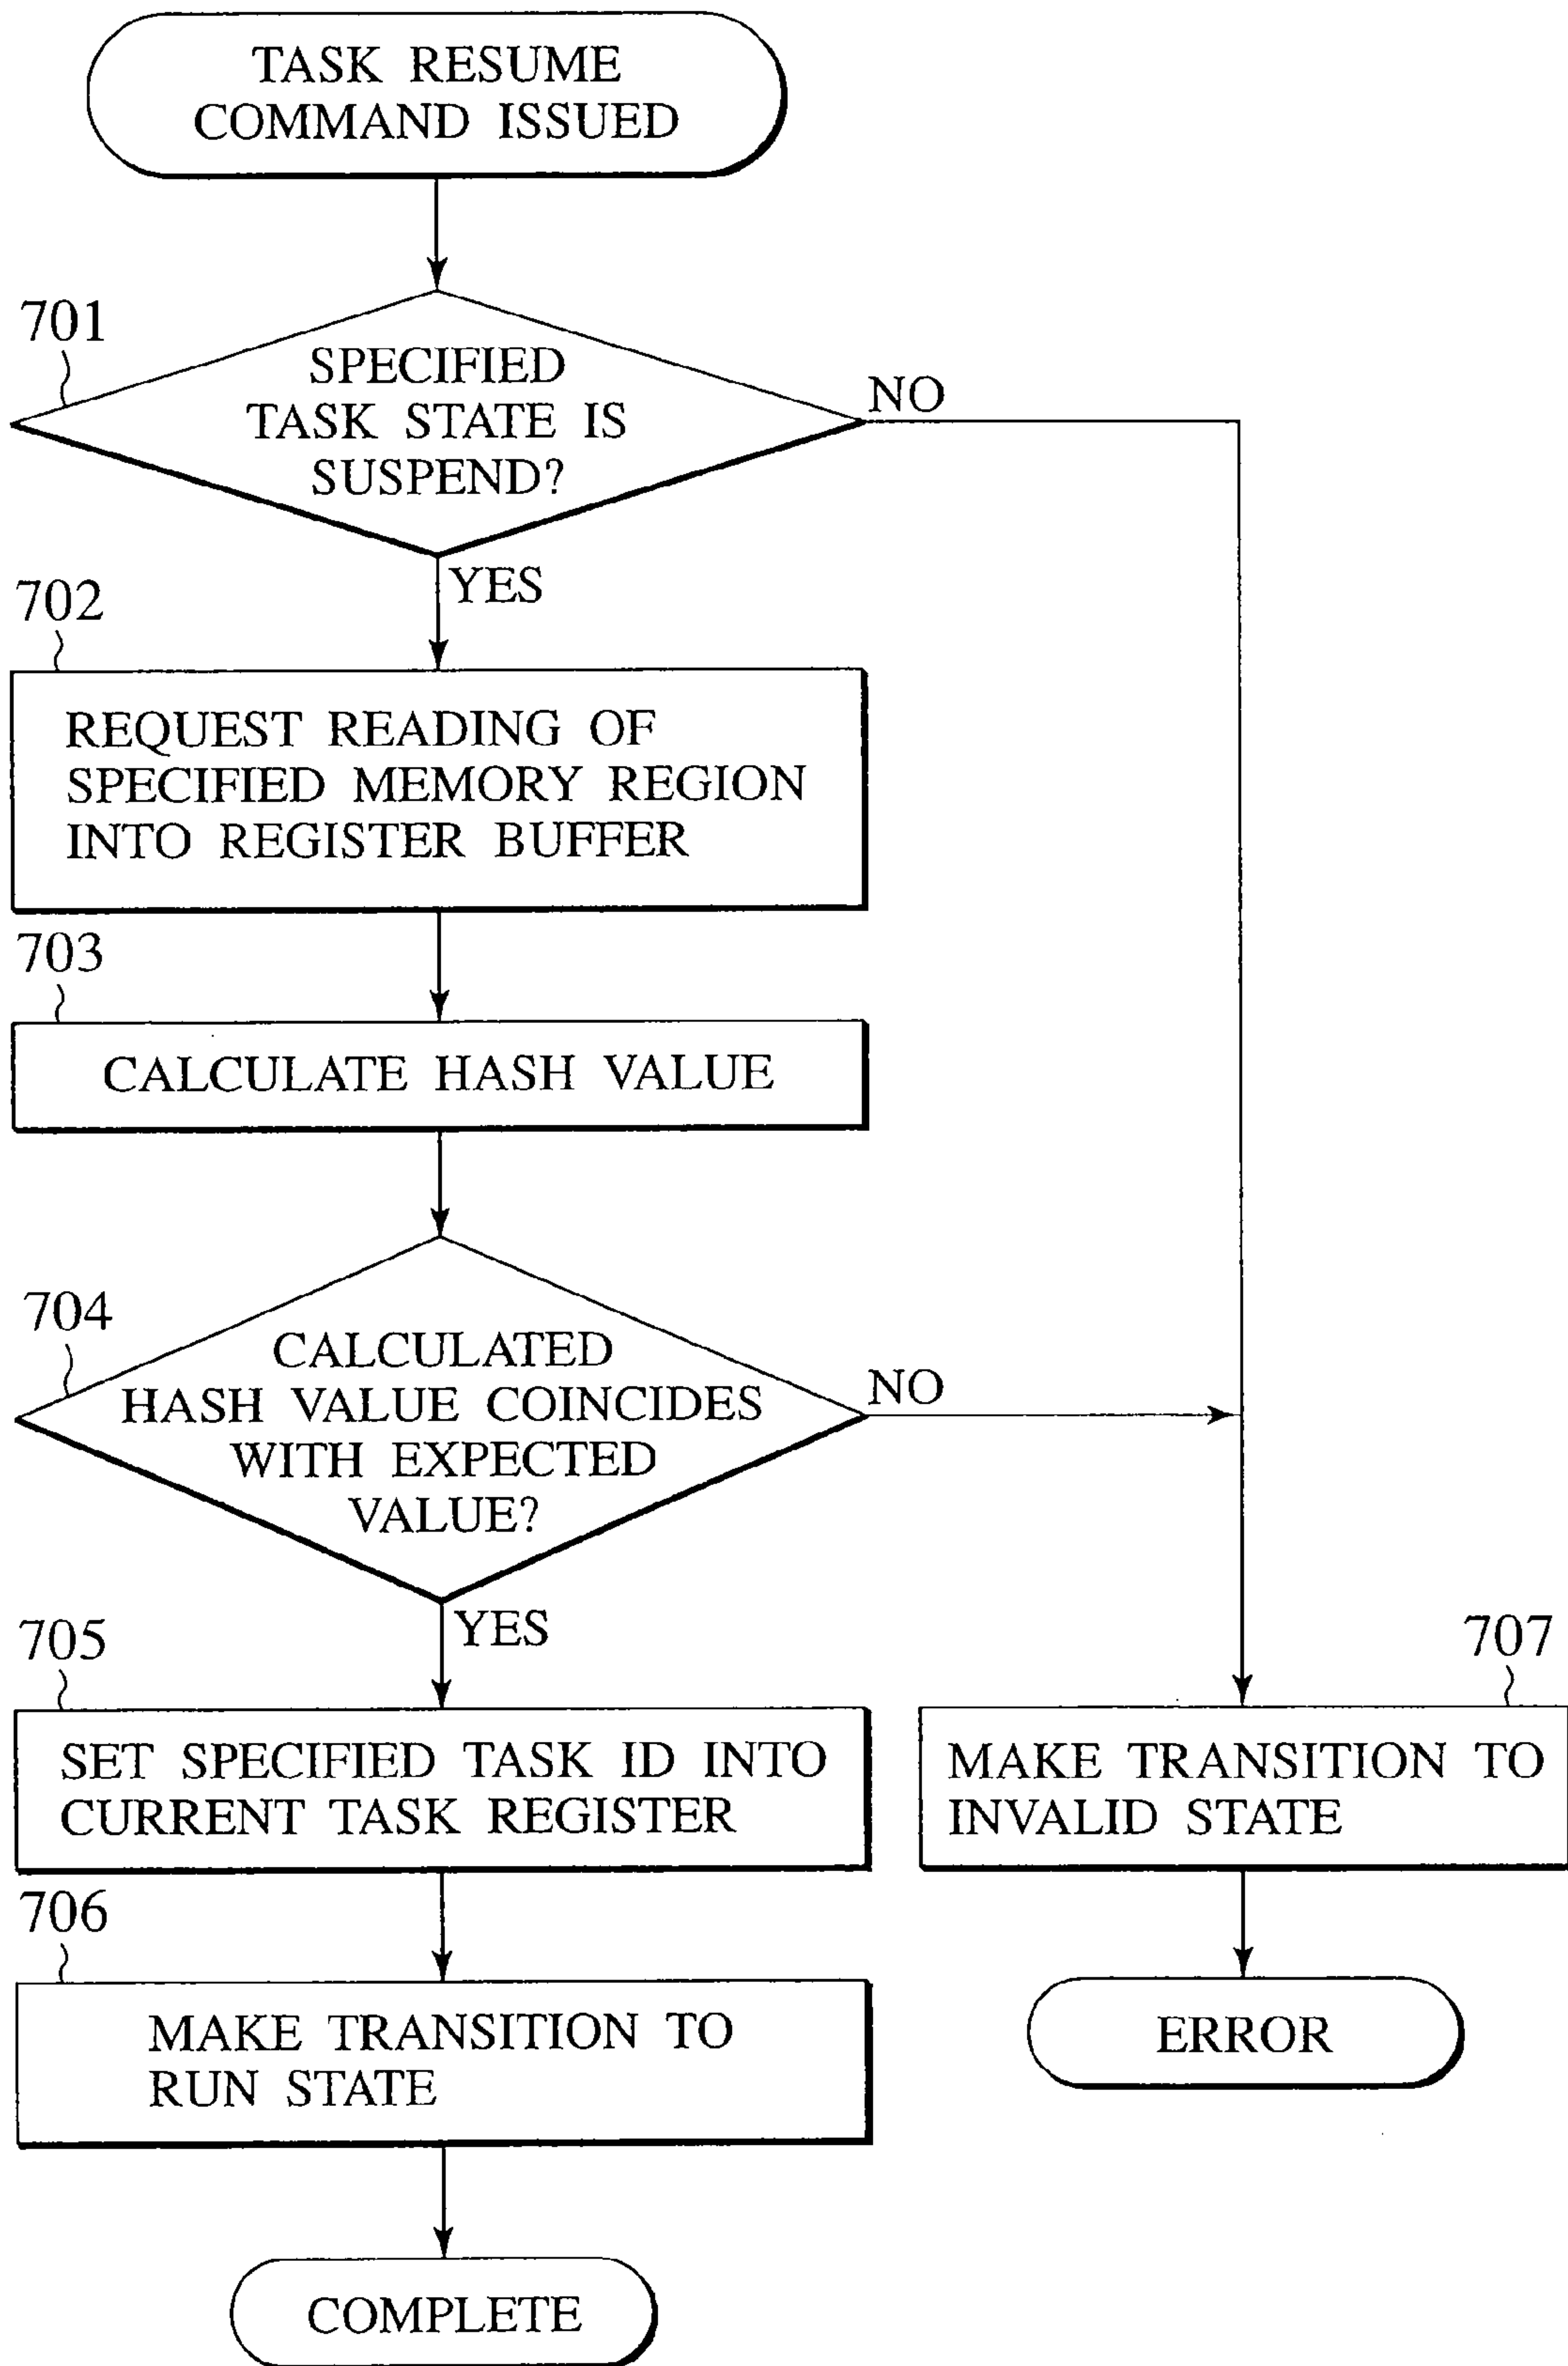 TASK RESUME
COMMAND ISSUED
701
SPECIFIED
TASK STATE IS
SUSPEND?
NO
YES
702
REQUEST READING OF
SPECIFIED MEMORY REGION
INTO REGISTER BUFFER
703
CALCULATE HASH VALUE
704
CALCULATED
HASH VALUE COINCIDES
WITH EXPECTED
VALUE?
NO
YES
705
SET SPECIFIED TASK ID INTO
CURRENT TASK REGISTER
707
MAKE TRANSITION TO
INVALID STATE
706
MAKE TRANSITION TO
RUN STATE
ERROR
COMPLETE